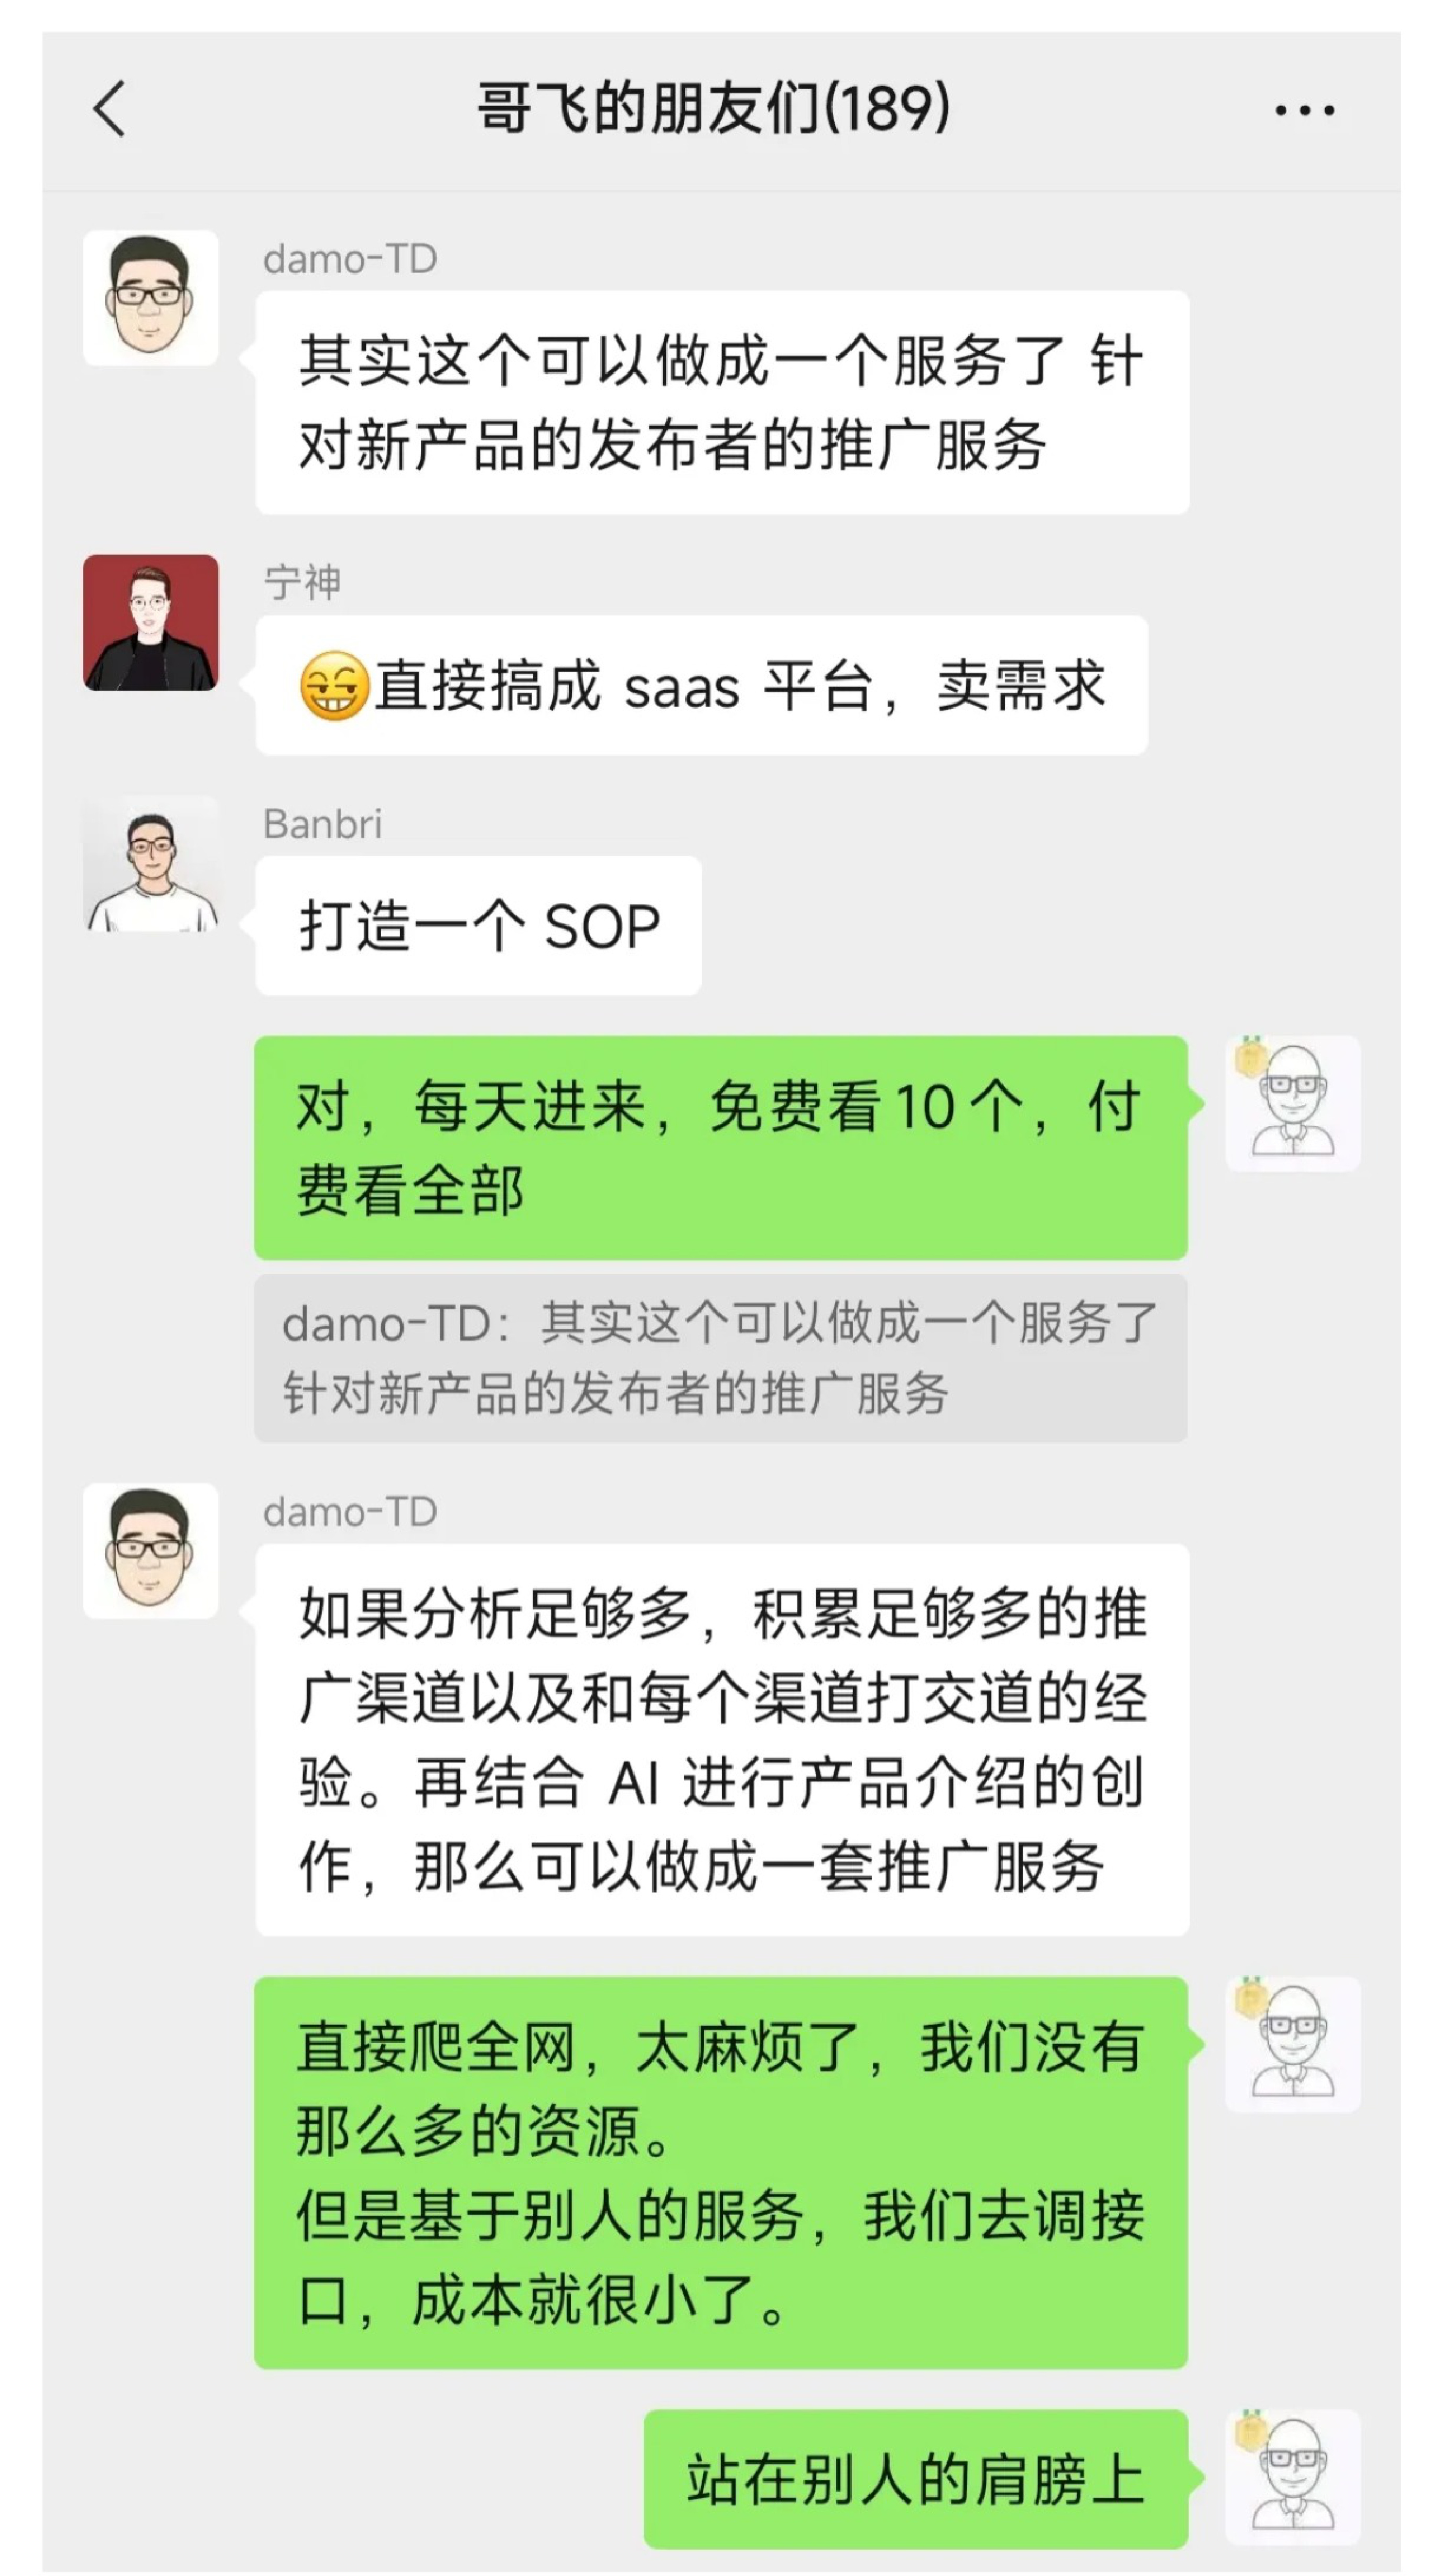 哥飞的朋友们(189)
damo-TD
其实这个可以做成一个服务了 针
对新产品的发布者的推广服务
宁神
😏直接搞成 saas 平台，卖需求
Banbri
打造一个 SOP
对，每天进来，免费看10个，付
费看全部
damo-TD：其实这个可以做成一个服务了
针对新产品的发布者的推广服务
damo-TD
如果分析足够多，积累足够多的推
广渠道以及和每个渠道打交道的经
验。再结合 AI 进行产品介绍的创
作，那么可以做成一套推广服务
直接爬全网，太麻烦了，我们没有
那么多的资源。
但是基于别人的服务，我们去调接
口，成本就很小了。
站在别人的肩膀上